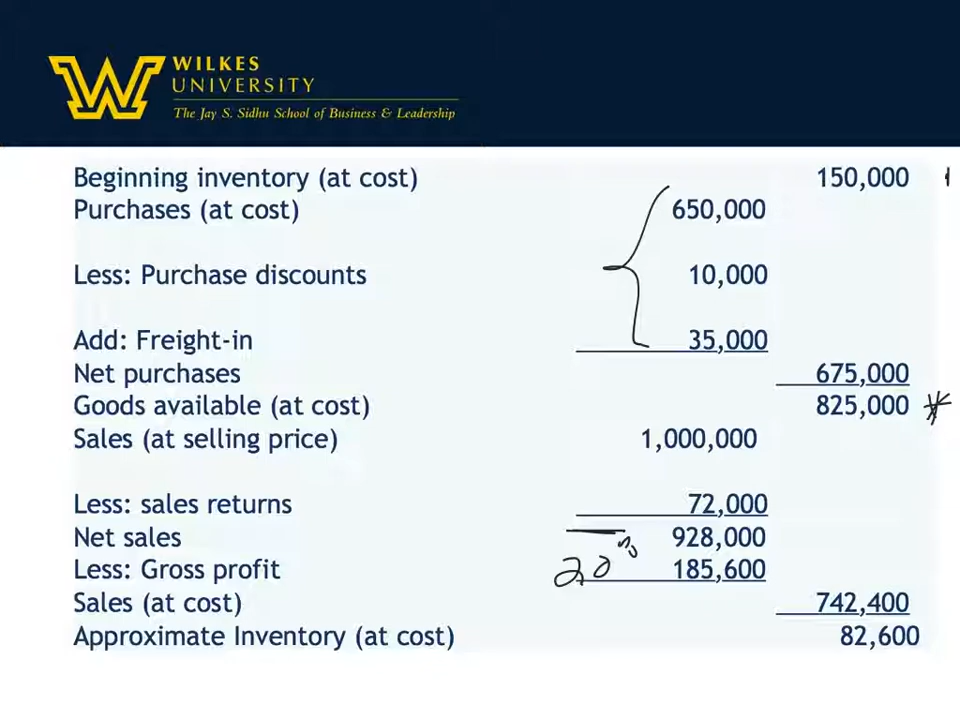 WILKES
UNIVERSITY
The Jay S. Sidhu School of Business & Leadership
Beginning inventory (at cost) 150,000
Purchases (at cost) 650,000
Less: Purchase discounts 10,000
Add: Freight-in 35,000
Net purchases 675,000
Goods available (at cost) 825,000 *
Sales (at selling price) 1,000,000
Less: sales returns 72,000
Net sales 928,000
Less: Gross profit 20% 185,600
Sales (at cost) 742,400
Approximate Inventory (at cost) 82,600